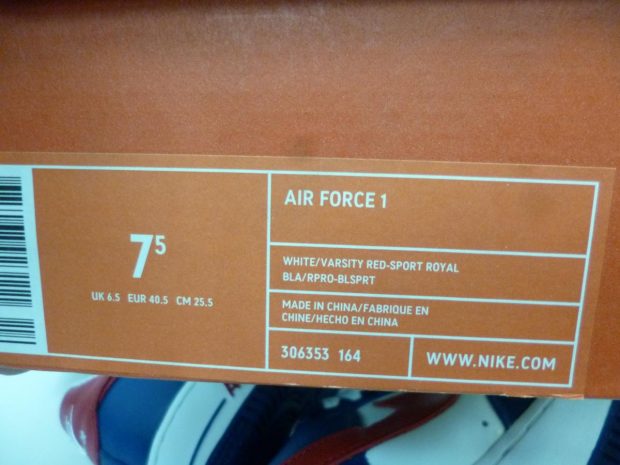 7⁵
UK 6.5 EUR 40.5 CM 25.5
AIR FORCE 1
WHITE/VARSITY RED-SPORT ROYAL
BLA/RPRO-BLSPRT
MADE IN CHINA/FABRIQUE EN
CHINE/HECHO EN CHINA
306353 164
WWW.NIKE.COM